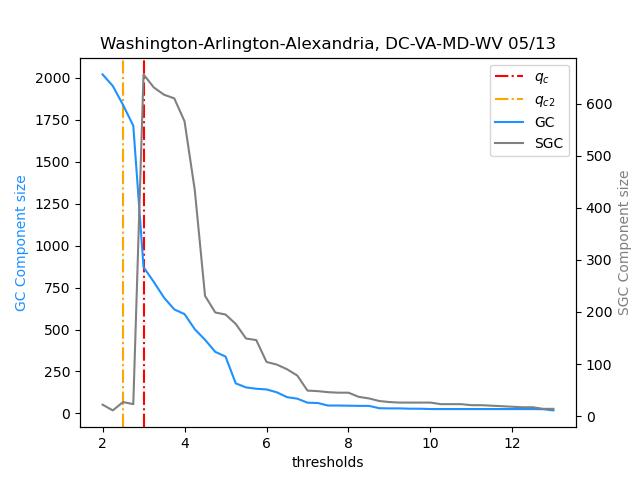 Washington-Arlington-Alexandria, DC-VA-MD-WV 05/13
q_c
q_c2
GC
SGC
2000
1750
1500
1250
1000
750
500
250
0
GC Component size
600
500
400
300
200
100
0
SGC Component size
2 4 6 8 10 12
thresholds